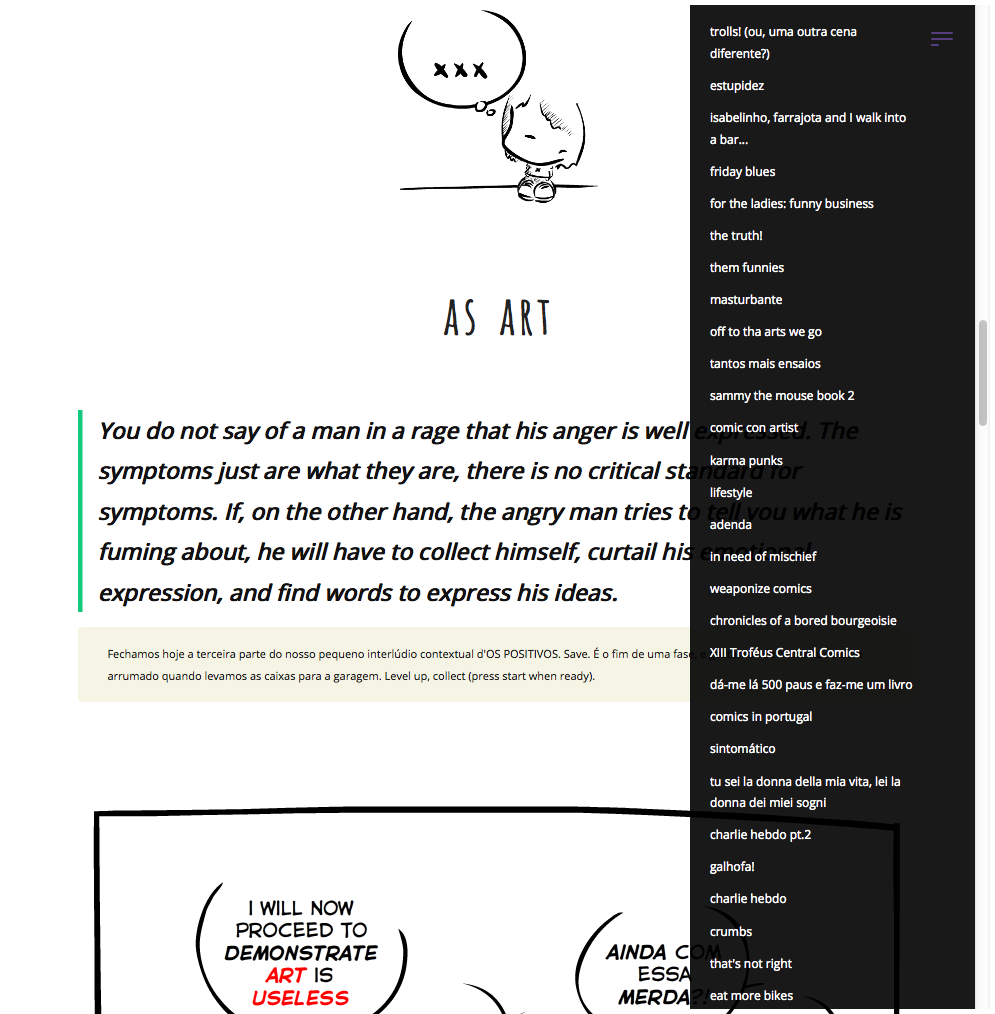 xxx
AS ART
You do not say of a man in a rage that his anger is well expressed. The
symptoms just are what they are, there is no critical standard for
symptoms. If, on the other hand, the angry man tries to tell you what he is
fuming about, he will have to collect himself, curtail his emotional
expression, and find words to express his ideas.
Fechamos hoje a terceira parte do nosso pequeno interlúdio contextual d'OS POSITIVOS. Save. É o fim de uma fase,
arrumado quando levamos as caixas para a garagem. Level up, collect (press start when ready).
I WILL NOW
PROCEED TO
DEMONSTRATE
ART IS
USELESS
AINDA COM
ESSA
MERDA?!
trolls! (ou, uma outra cena
diferente?)
estupidez
isabelinho, farrajota and I walk into
a bar...
friday blues
for the ladies: funny business
the truth!
them funnies
masturbante
off to tha arts we go
tantos mais ensaios
sammy the mouse book 2
comic con artist
karma punks
lifestyle
adenda
in need of mischief
weaponize comics
chronicles of a bored bourgeoisie
XIII Troféus Central Comics
dá-me lá 500 paus e faz-me um livro
comics in portugal
sintomático
tu sei la donna della mia vita, lei la
donna dei miei sogni
charlie hebdo pt.2
galhofa!
charlie hebdo
crumbs
that's not right
eat more bikes